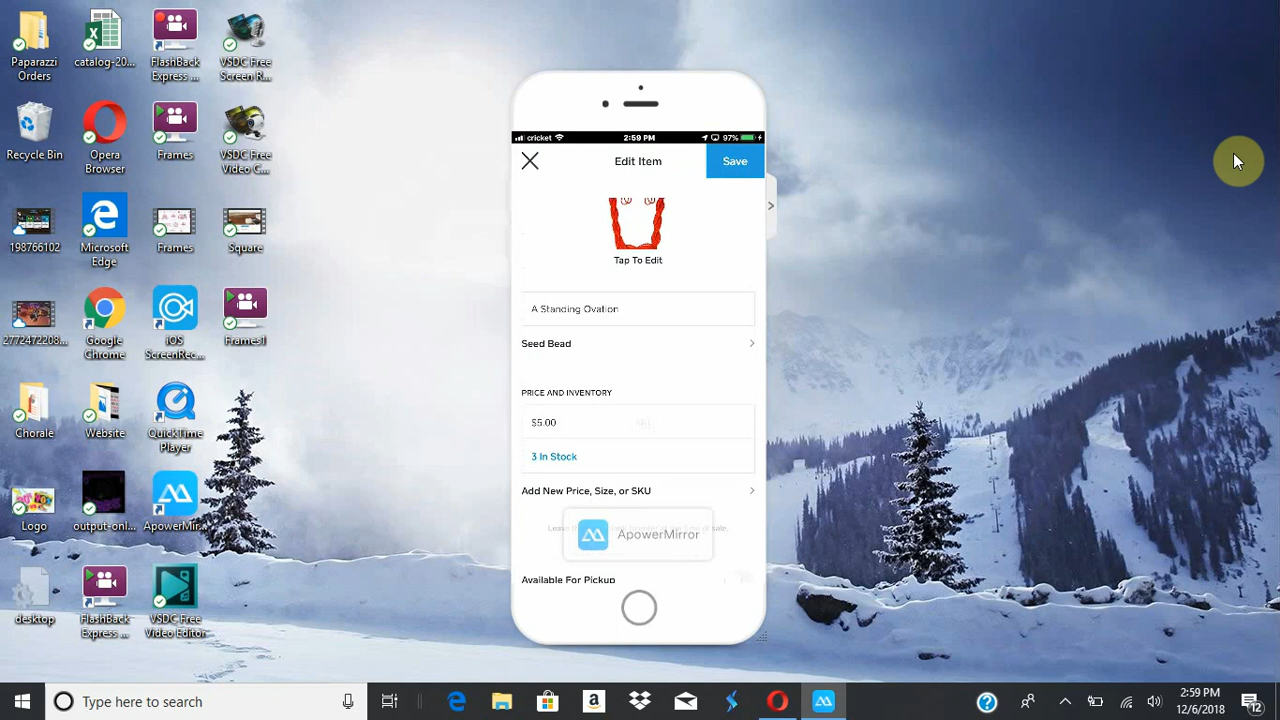 Paparazzi
Orders
catalog-20...
FlashBack
Express ...
VSDC Free
Screen R...
Recycle Bin
Opera
Browser
Frames
VSDC Free
Video C...
198766102
Microsoft
Edge
Frames
Square
2772472208...
Google
Chrome
iOS
ScreenRec...
Frames1
Chorale
Website
QuickTime
Player
Logo
output-onl...
ApowerMir...
desktop
FlashBack
Express ...
VSDC Free
Video Editor
cricket
2:59 PM
97%
Edit Item
Save
Tap To Edit
A Standing Ovation
Seed Bead
PRICE AND INVENTORY
$5.00
3 In Stock
Add New Price, Size, or SKU
ApowerMirror
Available For Pickup
Type here to search
2:59 PM
12/6/2018
12